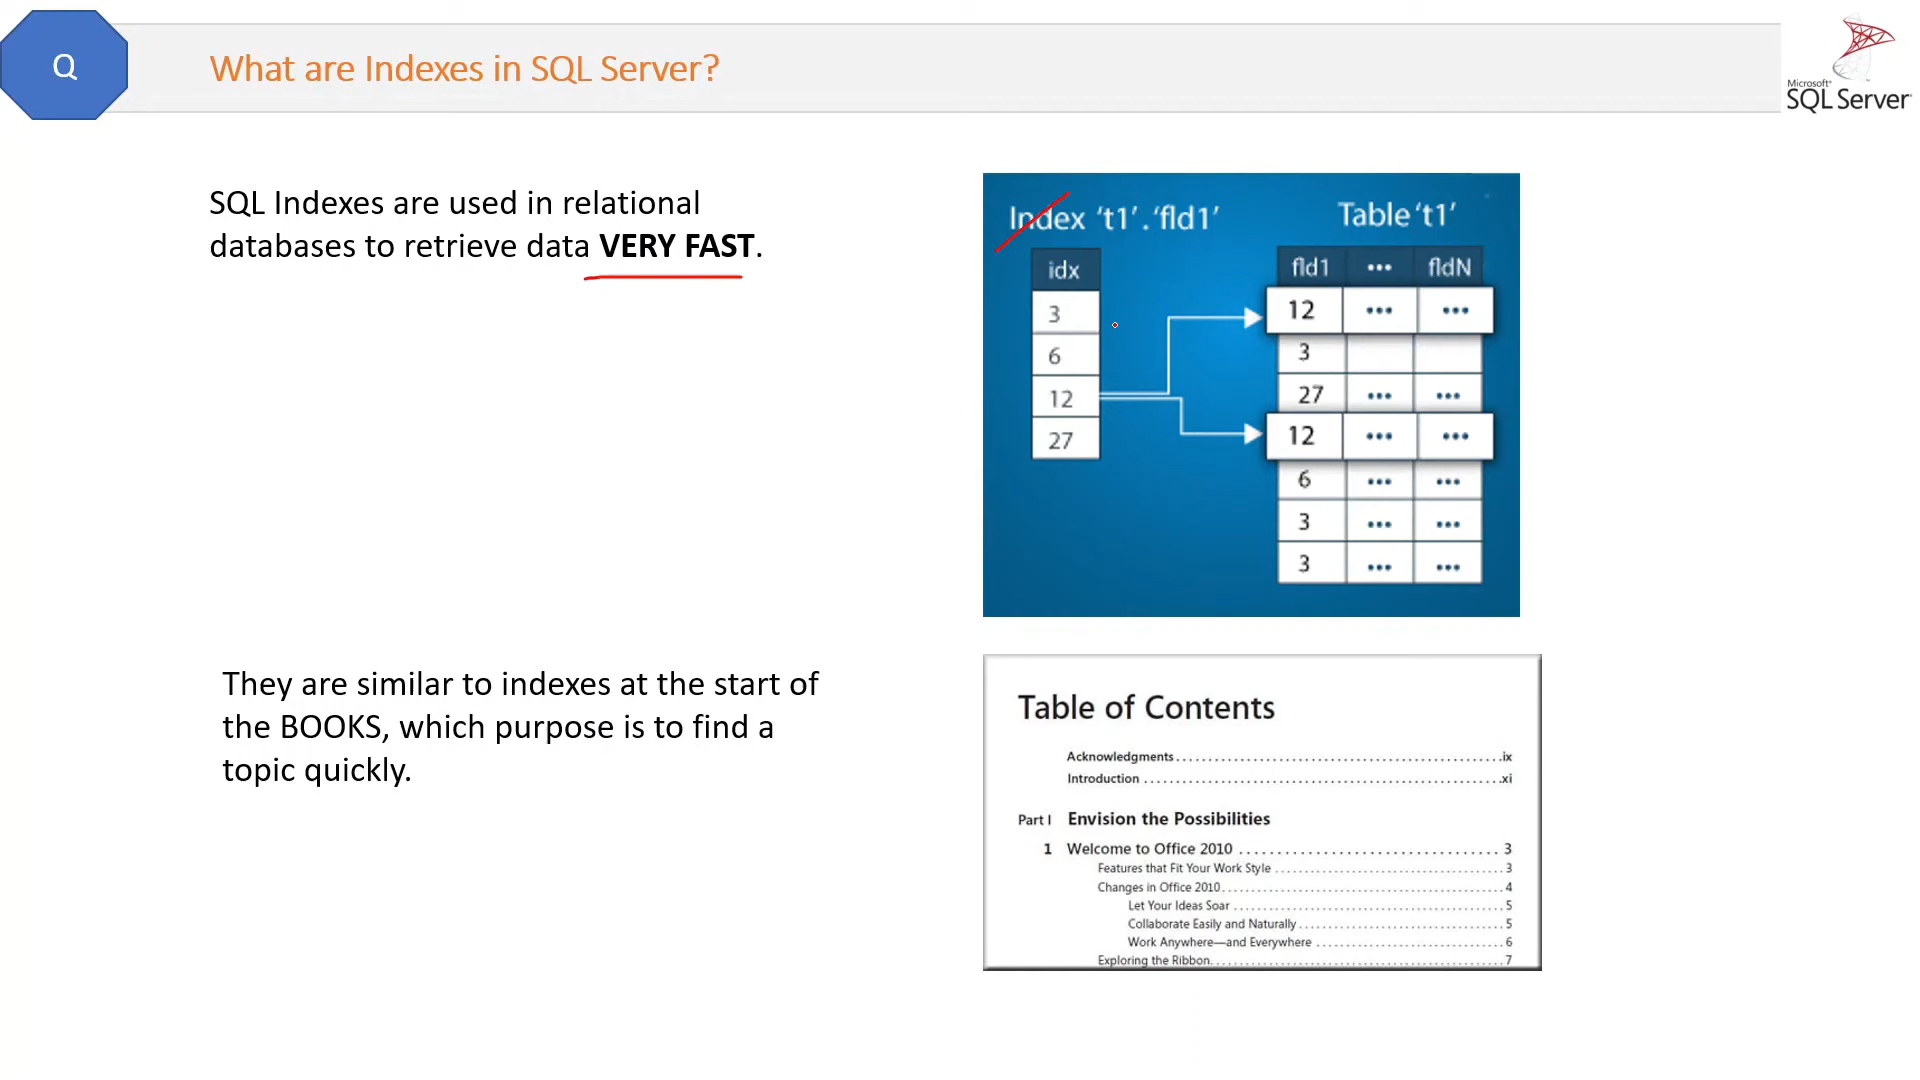 Q
What are Indexes in SQL Server?
Microsoft®
SQL Server
SQL Indexes are used in relational
databases to retrieve data VERY FAST.
Index ‘t1’.‘fld1’
idx
3
6
12
27
Table ‘t1’
fld1 ••• fldN
12 ••• •••
3
27 ••• •••
12 ••• •••
6 ••• •••
3 ••• •••
3 ••• •••
They are similar to indexes at the start of
the BOOKS, which purpose is to find a
topic quickly.
Table of Contents
Acknowledgments ix
Introduction xi
Part I Envision the Possibilities
1 Welcome to Office 2010 3
Features that Fit Your Work Style 3
Changes in Office 2010 4
Let Your Ideas Soar 5
Collaborate Easily and Naturally 5
Work Anywhere—and Everywhere 6
Exploring the Ribbon 7